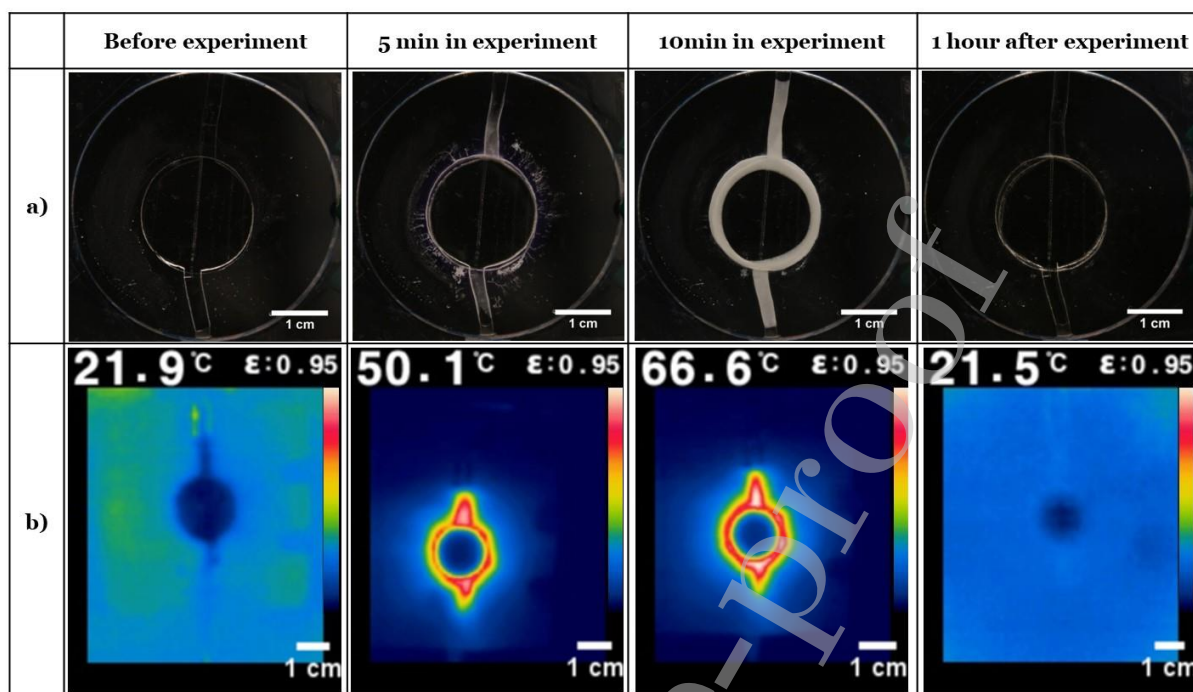 Before experiment
5 min in experiment
10min in experiment
1 hour after experiment
a)
1 cm
1 cm
1 cm
1 cm
b)
21.9 °C ε:0.95
50.1 °C ε:0.95
66.6 °C ε:0.95
21.5 °C ε:0.95
1 cm
1 cm
1 cm
1 cm
-proof